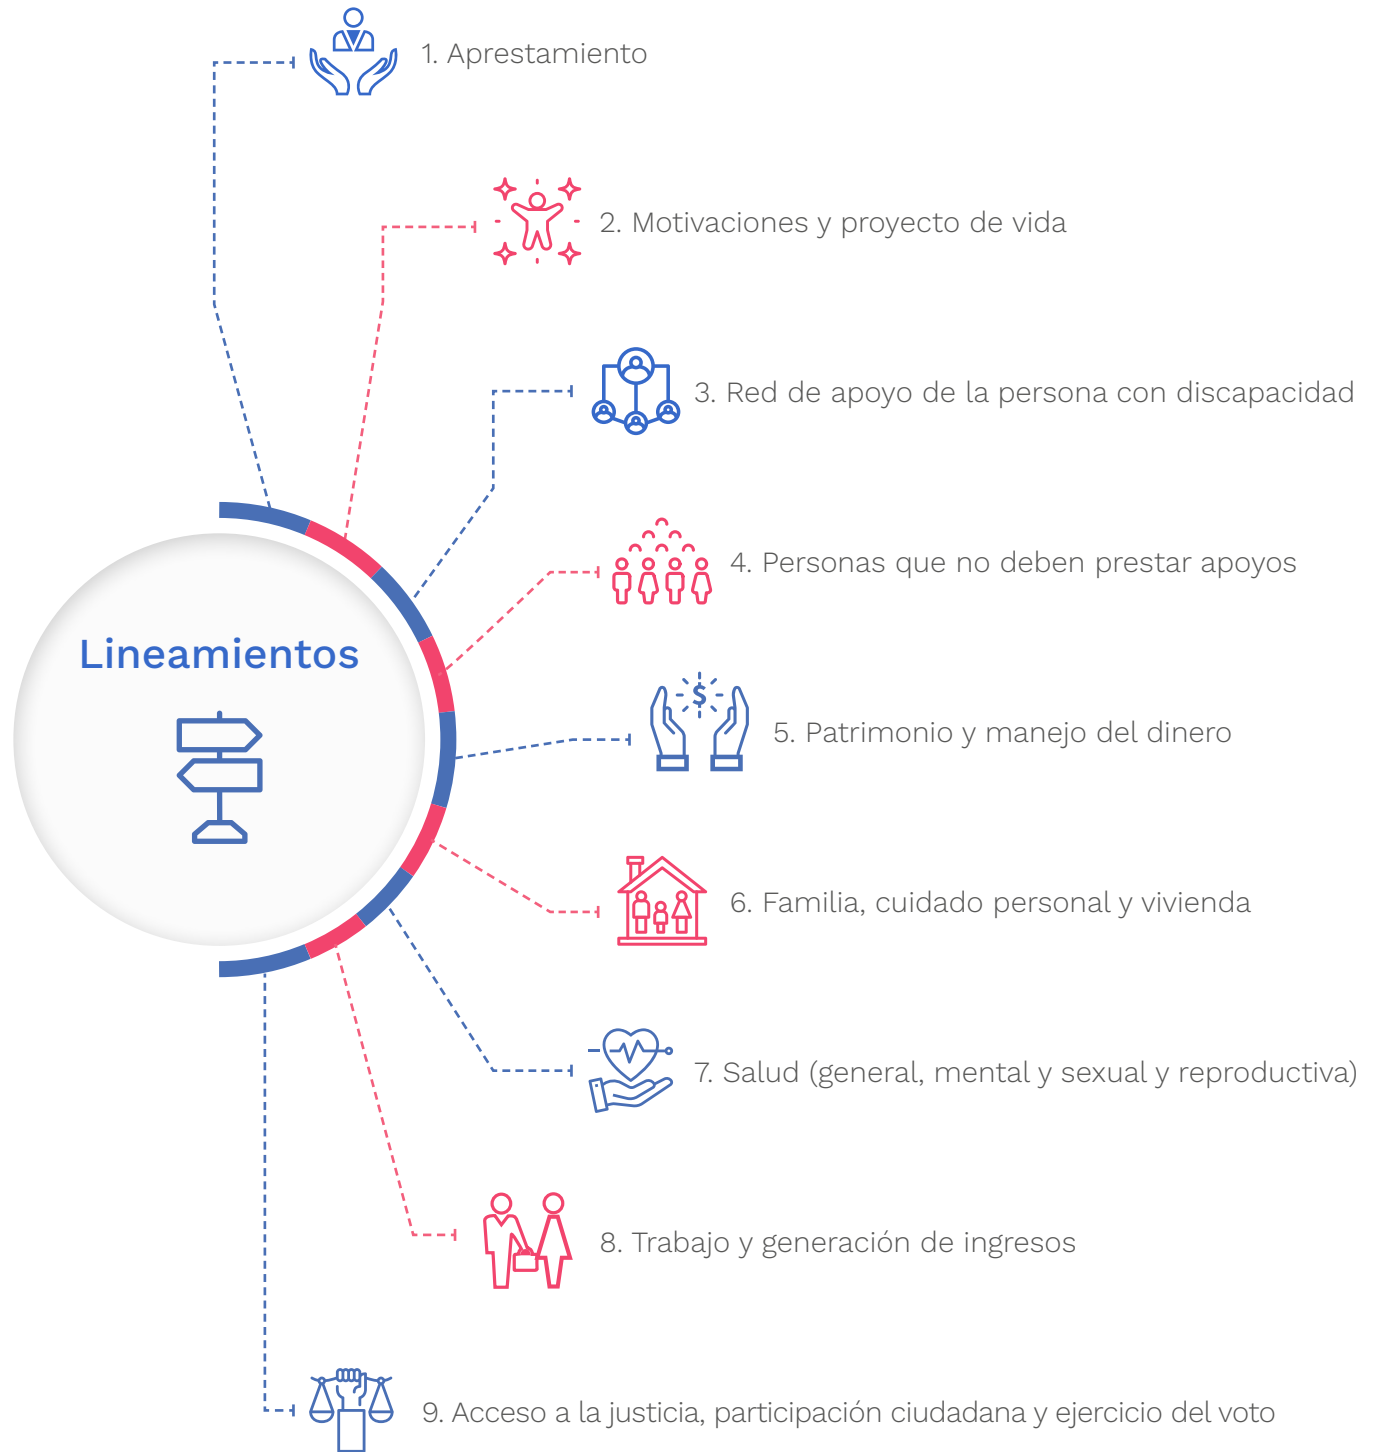 1. Aprestamiento
2. Motivaciones y proyecto de vida
3. Red de apoyo de la persona con discapacidad
4. Personas que no deben prestar apoyos
Lineamientos
5. Patrimonio y manejo del dinero
6. Familia, cuidado personal y vivienda
7. Salud (general, mental y sexual y reproductiva)
8. Trabajo y generación de ingresos
9. Acceso a la justicia, participación ciudadana y ejercicio del voto